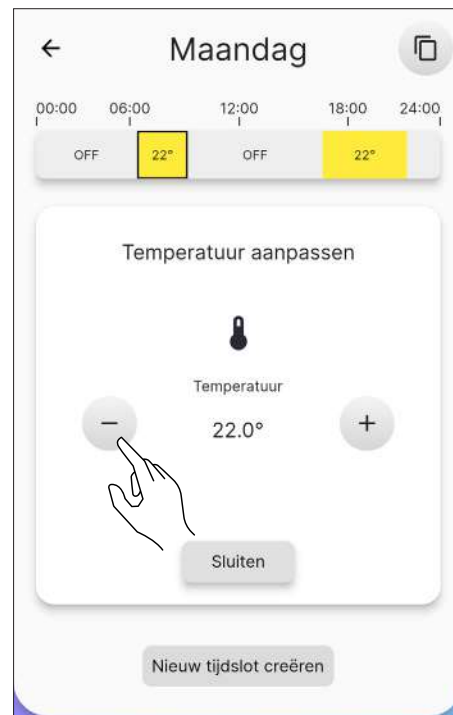 Maandag
00:00 06:00 12:00 18:00 24:00
OFF 22° OFF 22°
Temperatuur aanpassen
Temperatuur
− 22.0° +
Sluiten
Nieuw tijdslot creëren